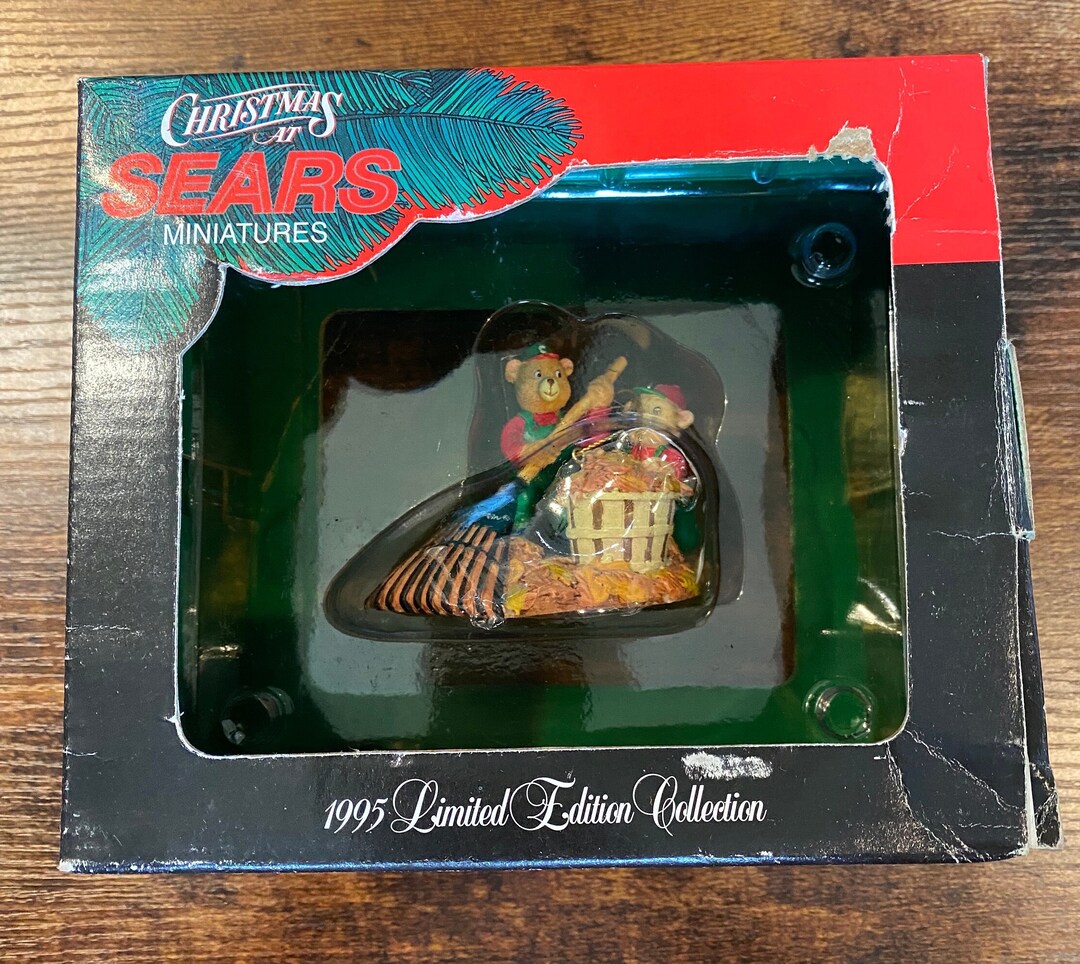 CHRISTMAS
AT
SEARS
MINIATURES
1995 Limited Edition Collection